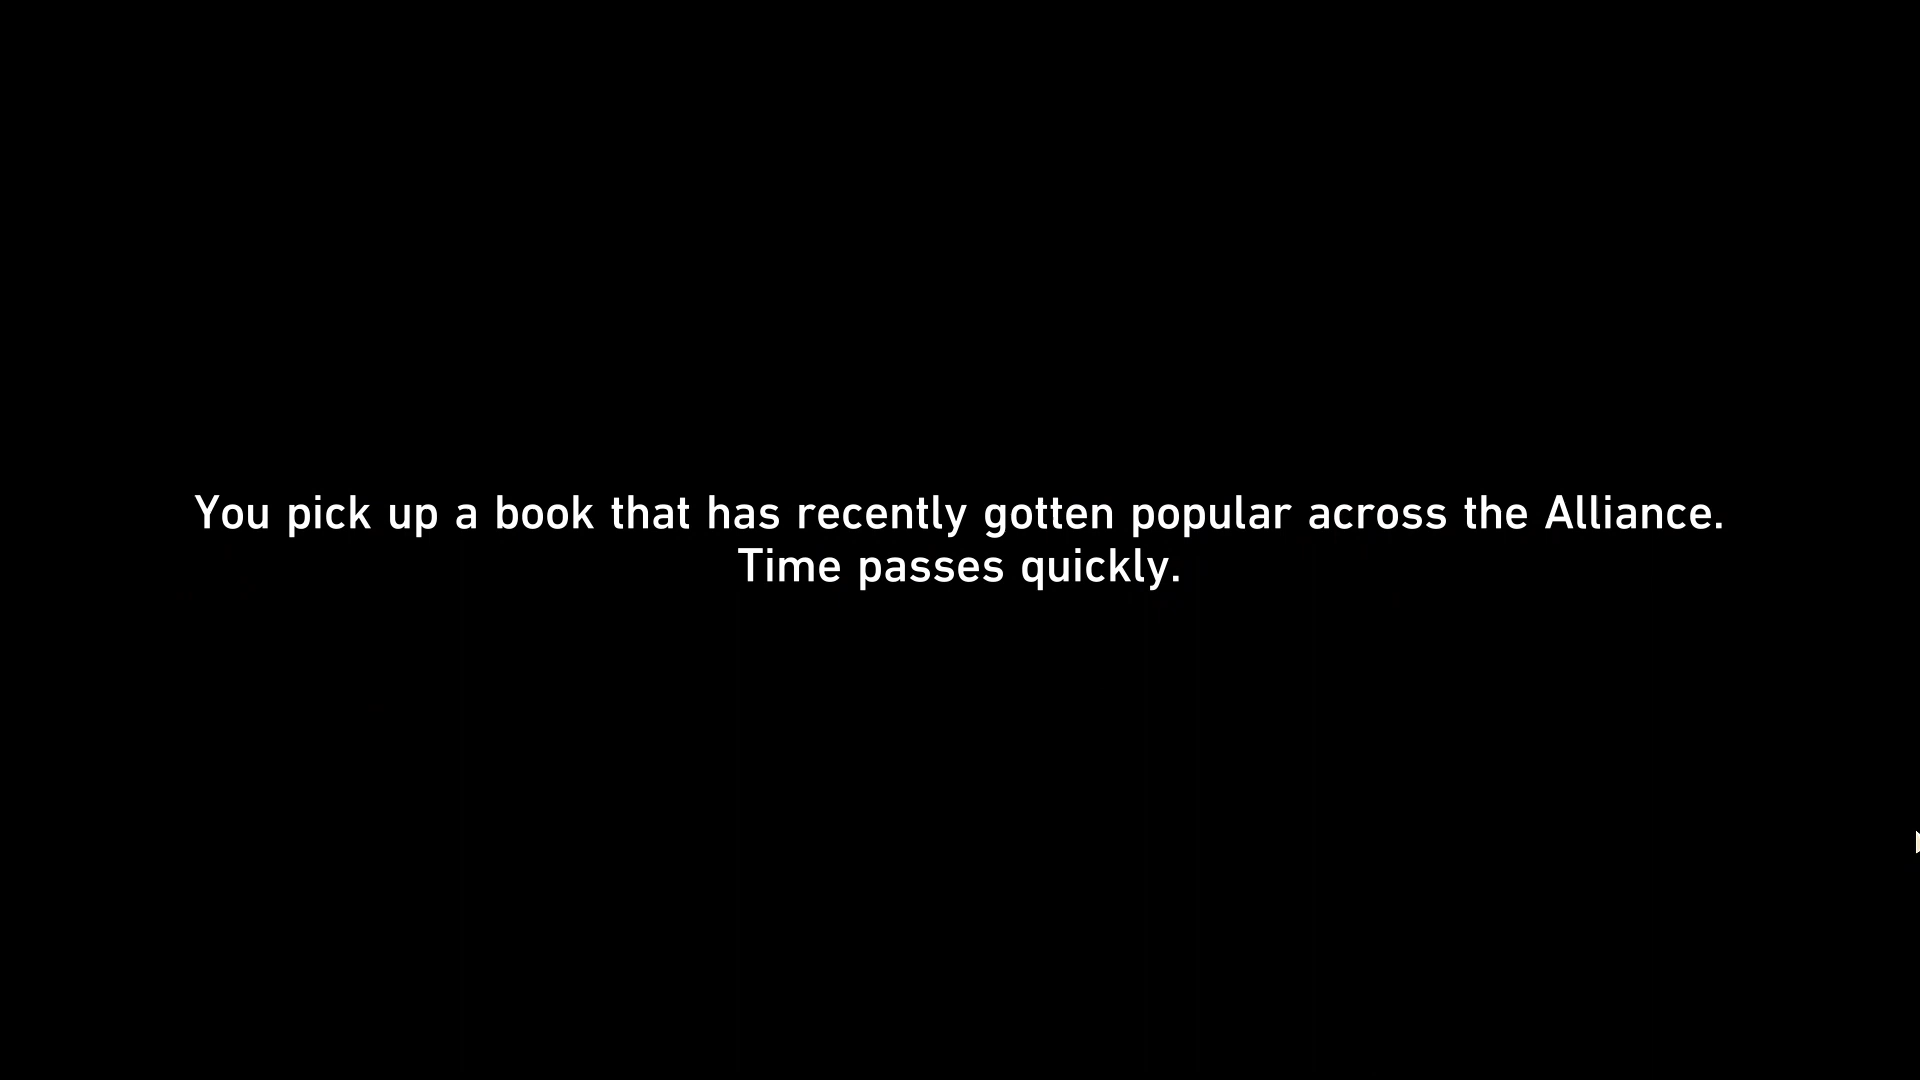 You pick up a book that has recently gotten popular across the Alliance.
Time passes quickly.